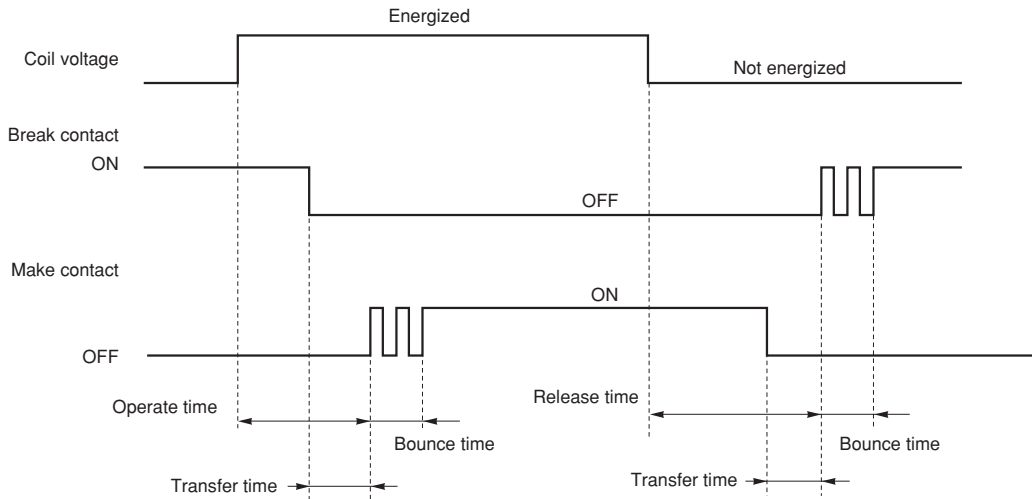 Energized
Coil voltage
Not energized
Break contact
ON
OFF
Make contact
ON
OFF
Operate time
Release time
Bounce time
Bounce time
Transfer time
Transfer time